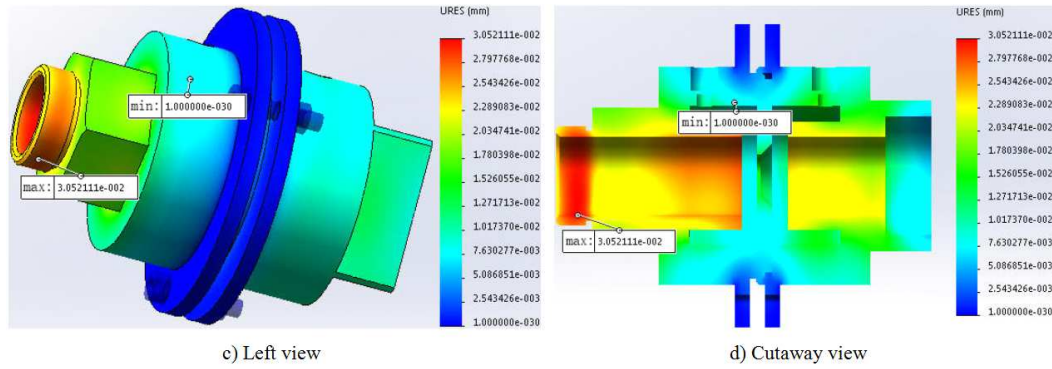 URES (mm)
3.052111e-002
2.797768e-002
2.543426e-002
2.289083e-002
2.034741e-002
1.780398e-002
1.526055e-002
1.271713e-002
1.017370e-002
7.630277e-003
5.086851e-003
2.543426e-003
1.000000e-030
min: 1.000000e-030
max: 3.052111e-002
c) Left view
URES (mm)
3.052111e-002
2.797768e-002
2.543426e-002
2.289083e-002
2.034741e-002
1.780398e-002
1.526055e-002
1.271713e-002
1.017370e-002
7.630277e-003
5.086851e-003
2.543426e-003
1.000000e-030
min: 1.000000e-030
max: 3.052111e-002
d) Cutaway view